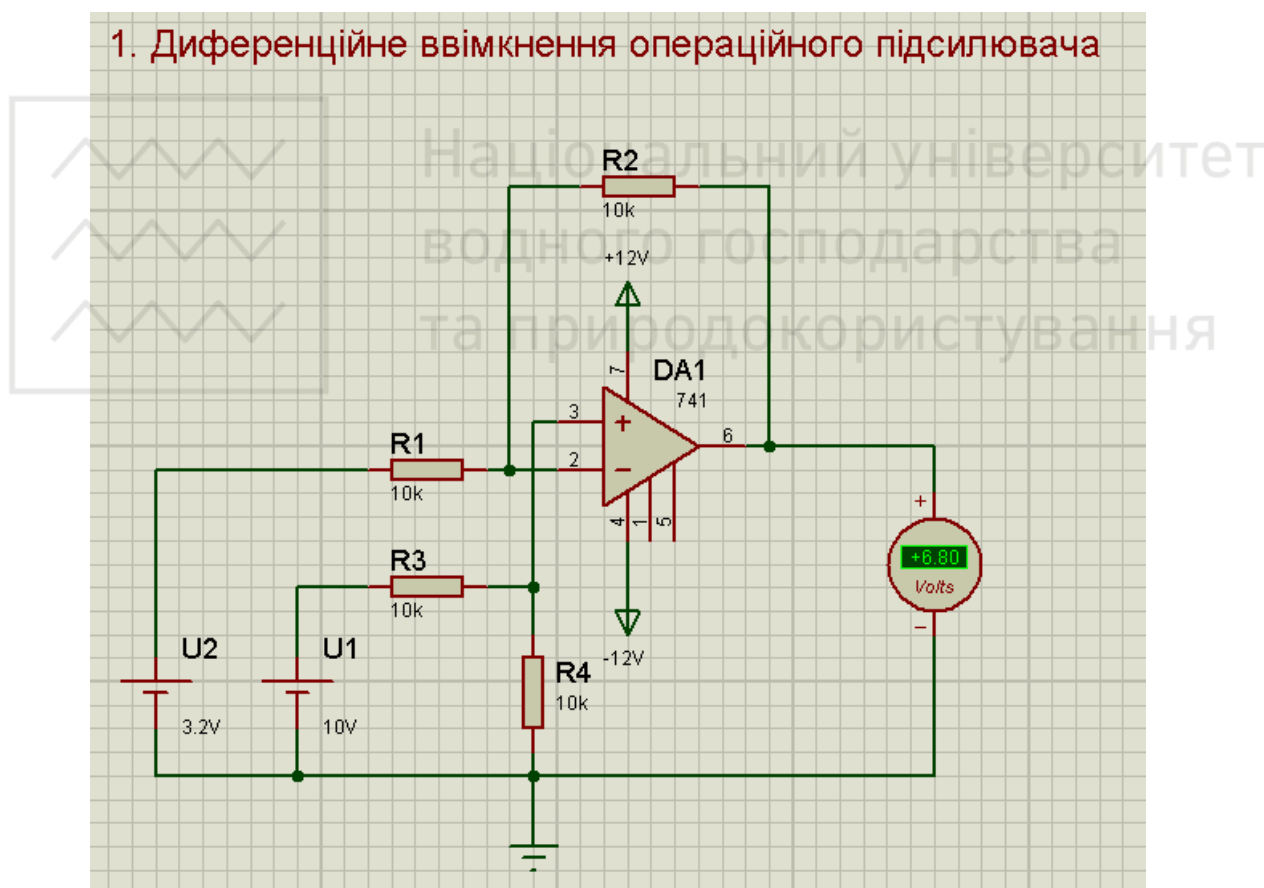 1. Диференційне ввімкнення операційного підсилювача
Національний університет
водного господарства
та природокористування
R2
10k
+12V
7
DA1
741
3
+
6
2
−
R1
10k
4
1
5
+
+6.80
Volts
−
R3
10k
U2
U1
-12V
R4
10k
3.2V
10V